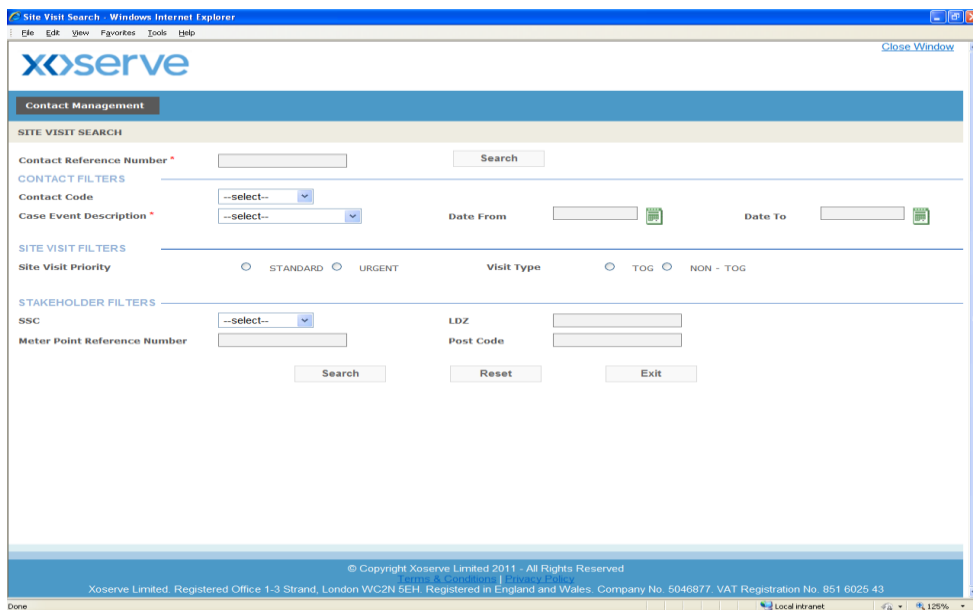 Site Visit Search - Windows Internet Explorer
File Edit View Favorites Tools Help
Close Window
xoserve
Contact Management
SITE VISIT SEARCH
Contact Reference Number * Search
CONTACT FILTERS
Contact Code --select--
Case Event Description * --select-- Date From Date To
SITE VISIT FILTERS
Site Visit Priority STANDARD URGENT Visit Type TOG NON - TOG
STAKEHOLDER FILTERS
SSC --select-- LDZ
Meter Point Reference Number Post Code
Search Reset Exit
© Copyright Xoserve Limited 2011 - All Rights Reserved
Terms & Conditions | Privacy Policy
Xoserve Limited. Registered Office 1-3 Strand, London WC2N 5EH. Registered in England and Wales. Company No. 5046877. VAT Registration No. 851 6025 43
Done Local intranet 125%